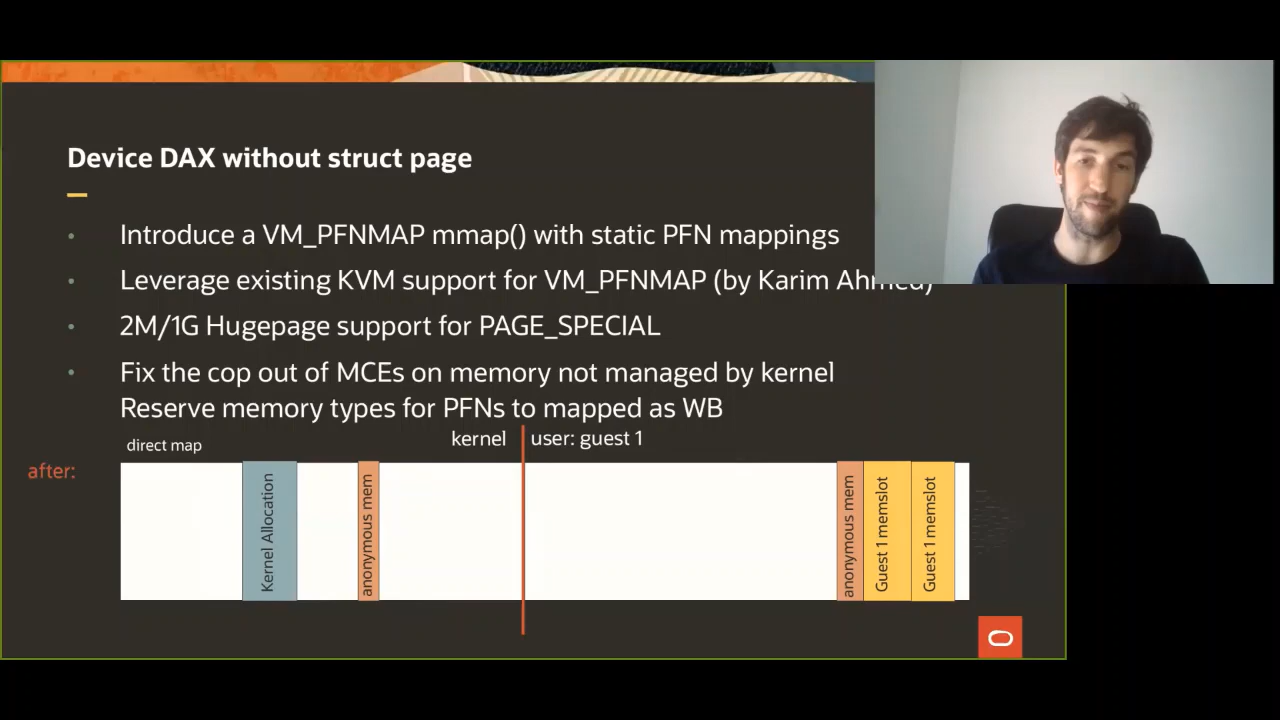 Device DAX without struct page
Introduce a VM_PFNMAP mmap() with static PFN mappings
Leverage existing KVM support for VM_PFNMAP (by Karim Ahmed)
2M/1G Hugepage support for PAGE_SPECIAL
Fix the cop out of MCEs on memory not managed by kernel
Reserve memory types for PFNs to mapped as WB
direct map
kernel
user: guest 1
after:
Kernel Allocation
anonymous mem
anonymous mem
Guest 1 memslot
Guest 1 memslot